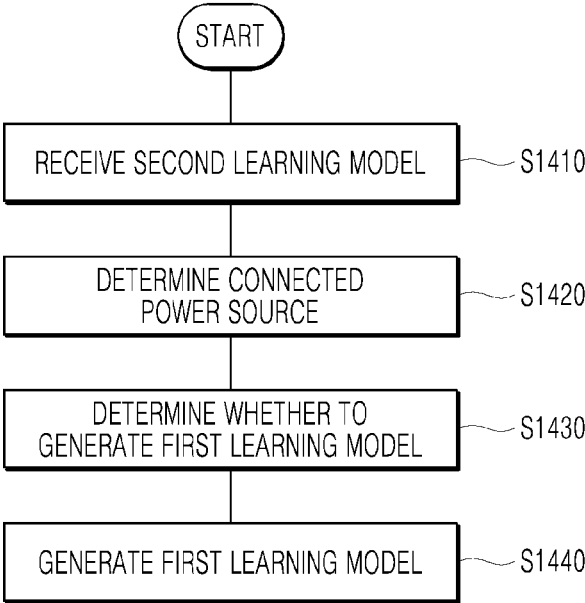 START
RECEIVE SECOND LEARNING MODEL
S1410
DETERMINE CONNECTED
POWER SOURCE
S1420
DETERMINE WHETHER TO
GENERATE FIRST LEARNING MODEL
S1430
GENERATE FIRST LEARNING MODEL
S1440